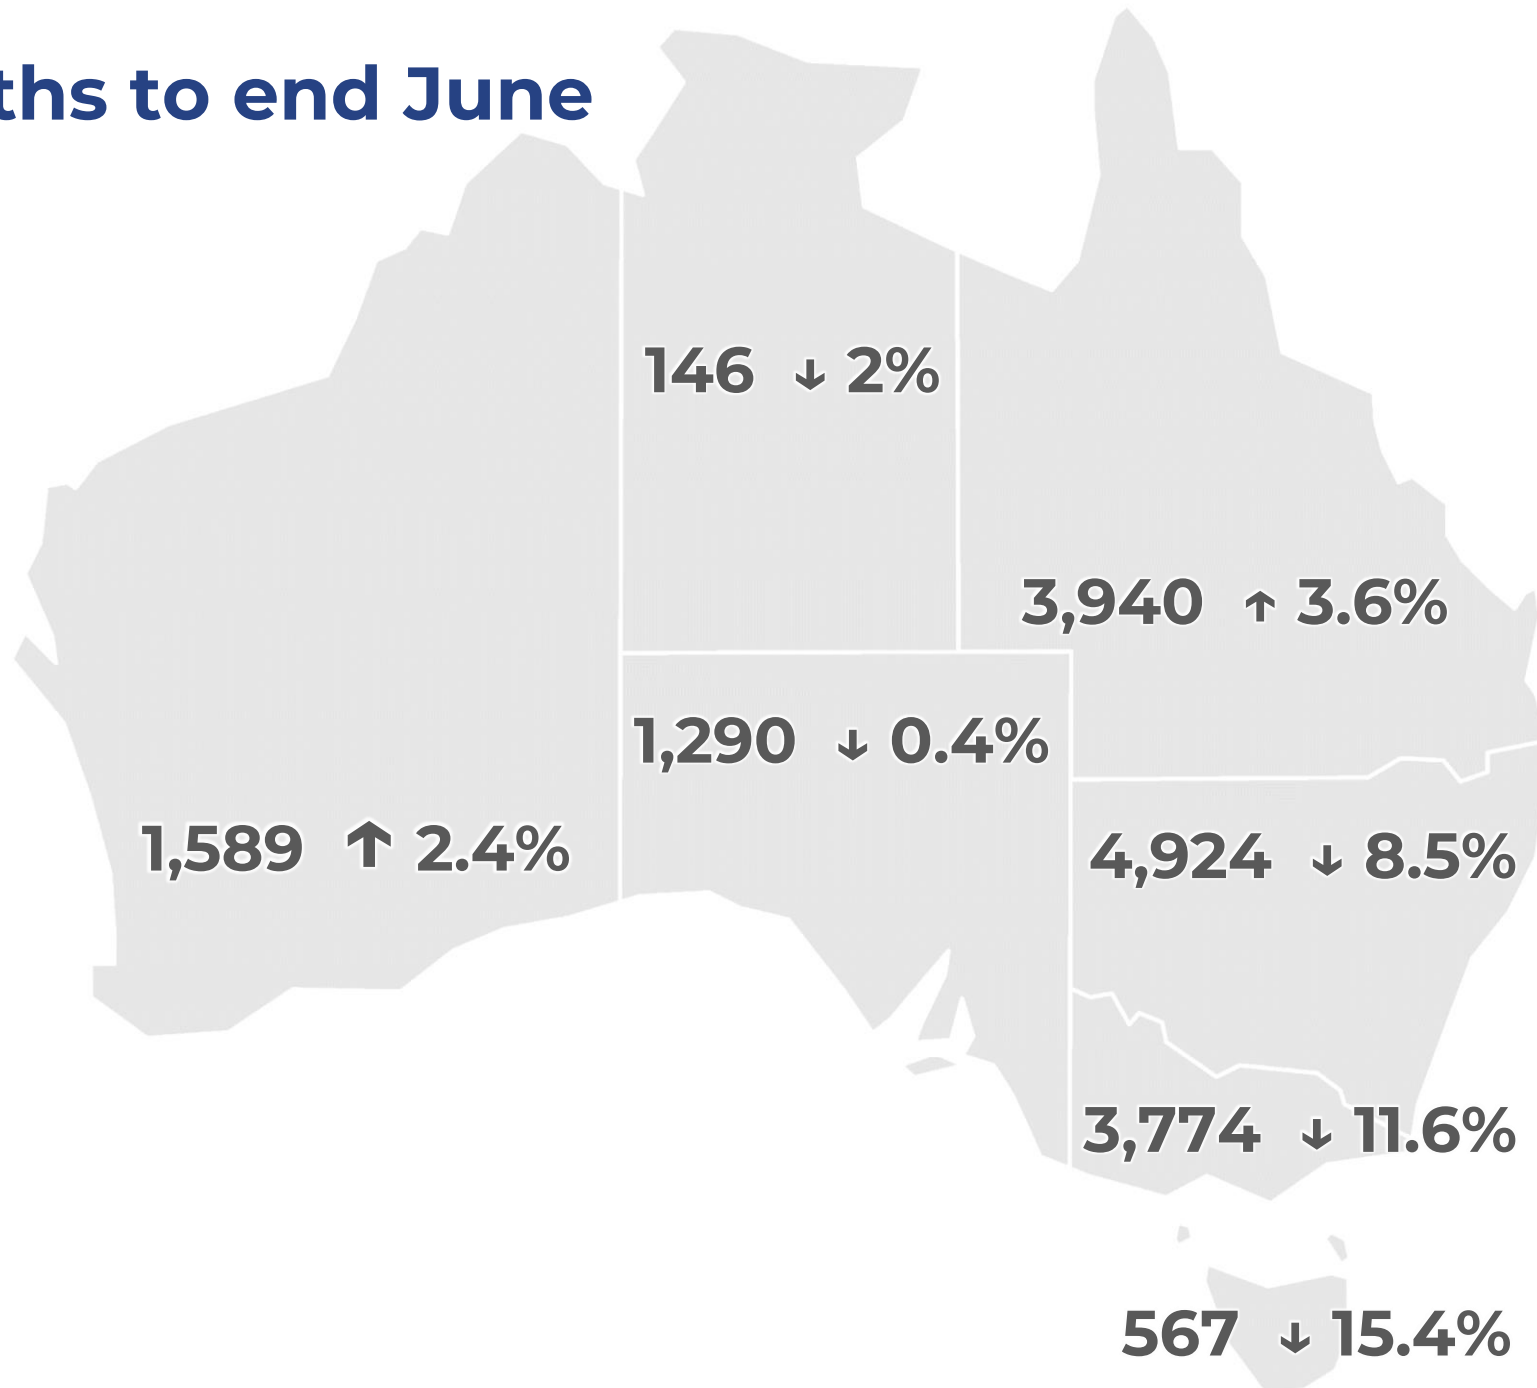 ths to end June
146 ↓ 2%
3,940 ↑ 3.6%
1,290 ↓ 0.4%
1,589 ↑ 2.4%
4,924 ↓ 8.5%
3,774 ↓ 11.6%
567 ↓ 15.4%